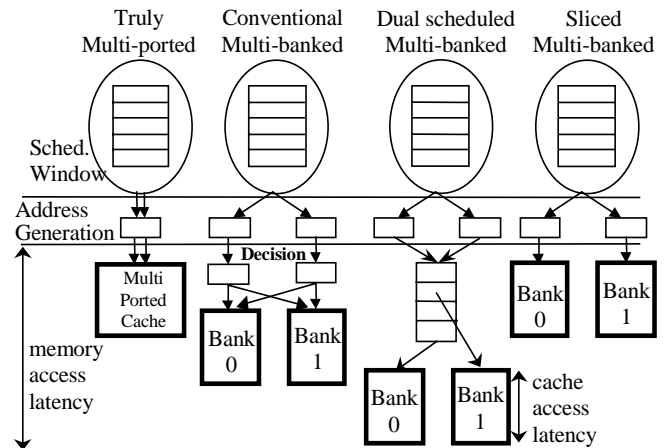 Truly
Multi-ported
Conventional
Multi-banked
Dual scheduled
Multi-banked
Sliced
Multi-banked
Sched.
Window
Address
Generation
Decision
Multi
Ported
Cache
Bank
0
Bank
1
Bank
0
Bank
1
Bank
0
Bank
1
memory
access
latency
cache
access
latency